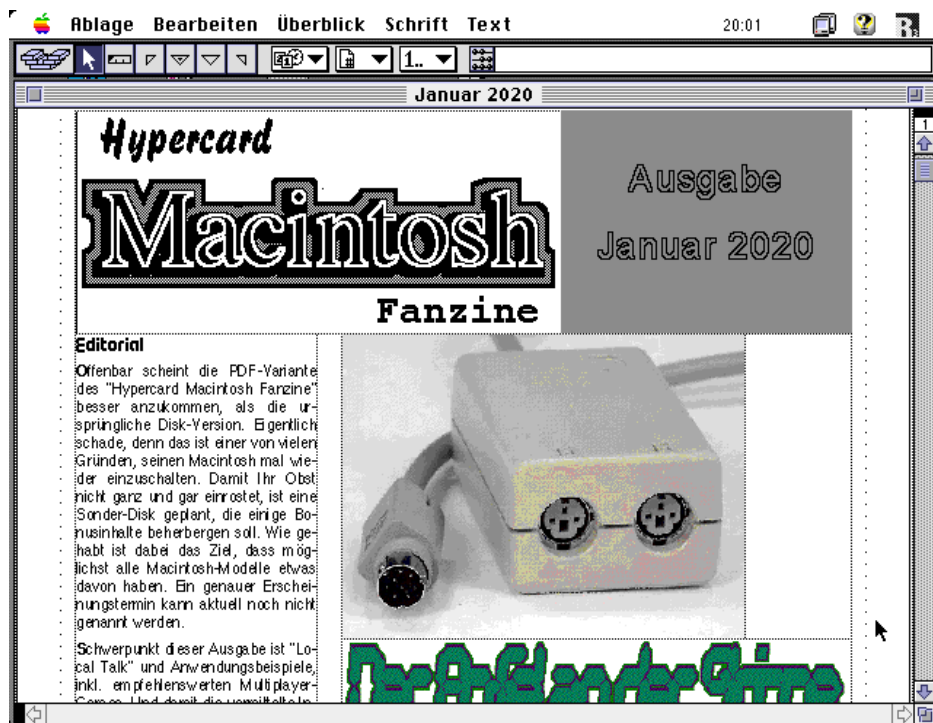 Ablage Bearbeiten Überblick Schrift Text 20:01
1..
Januar 2020
1
Hypercard
Macintosh
Fanzine
Ausgabe
Januar 2020
Editorial
Offenbar scheint die PDF-Variante
des "Hypercard Macintosh Fanzine"
besser anzukommen, als die ur-
sprüngliche Disk-Version. Eigentlich
schade, denn das ist einer von vielen
Gründen, seinen Macintosh mal wie-
der einzuschalten. Damit Ihr Obst
nicht ganz und gar einrostet, ist eine
Sonder-Disk geplant, die einige Bo-
nusinhalte beherbergen soll. Wie ge-
habt ist dabei das Ziel, dass mög-
lichst alle Macintosh-Modelle etwas
davon haben. Ein genauer Erschei-
nungstermin kann aktuell noch nicht
genannt werden.
Schwerpunkt dieser Ausgabe ist "Lo-
cal Talk" und Anwendungsbeispiele,
inkl. empfehlenswerten Multiplayer-